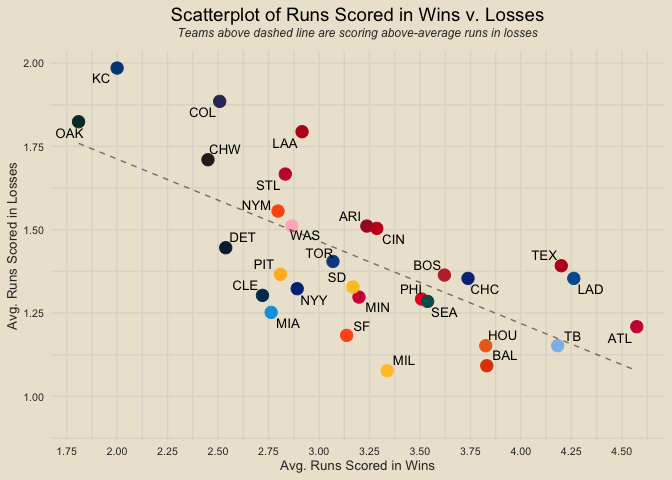 Scatterplot of Runs Scored in Wins v. Losses
Teams above dashed line are scoring above-average runs in losses
Avg. Runs Scored in Losses
2.00
1.75
1.50
1.25
1.00
KC
OAK
COL
CHW
LAA
STL
NYM
WAS
ARI
CIN
DET
TOR
PIT
SD
CLE
NYY
MIA
MIN
SF
MIL
BOS
PHI
CHC
SEA
TEX
LAD
HOU
BAL
TB
ATL
1.75 2.00 2.25 2.50 2.75 3.00 3.25 3.50 3.75 4.00 4.25 4.50
Avg. Runs Scored in Wins